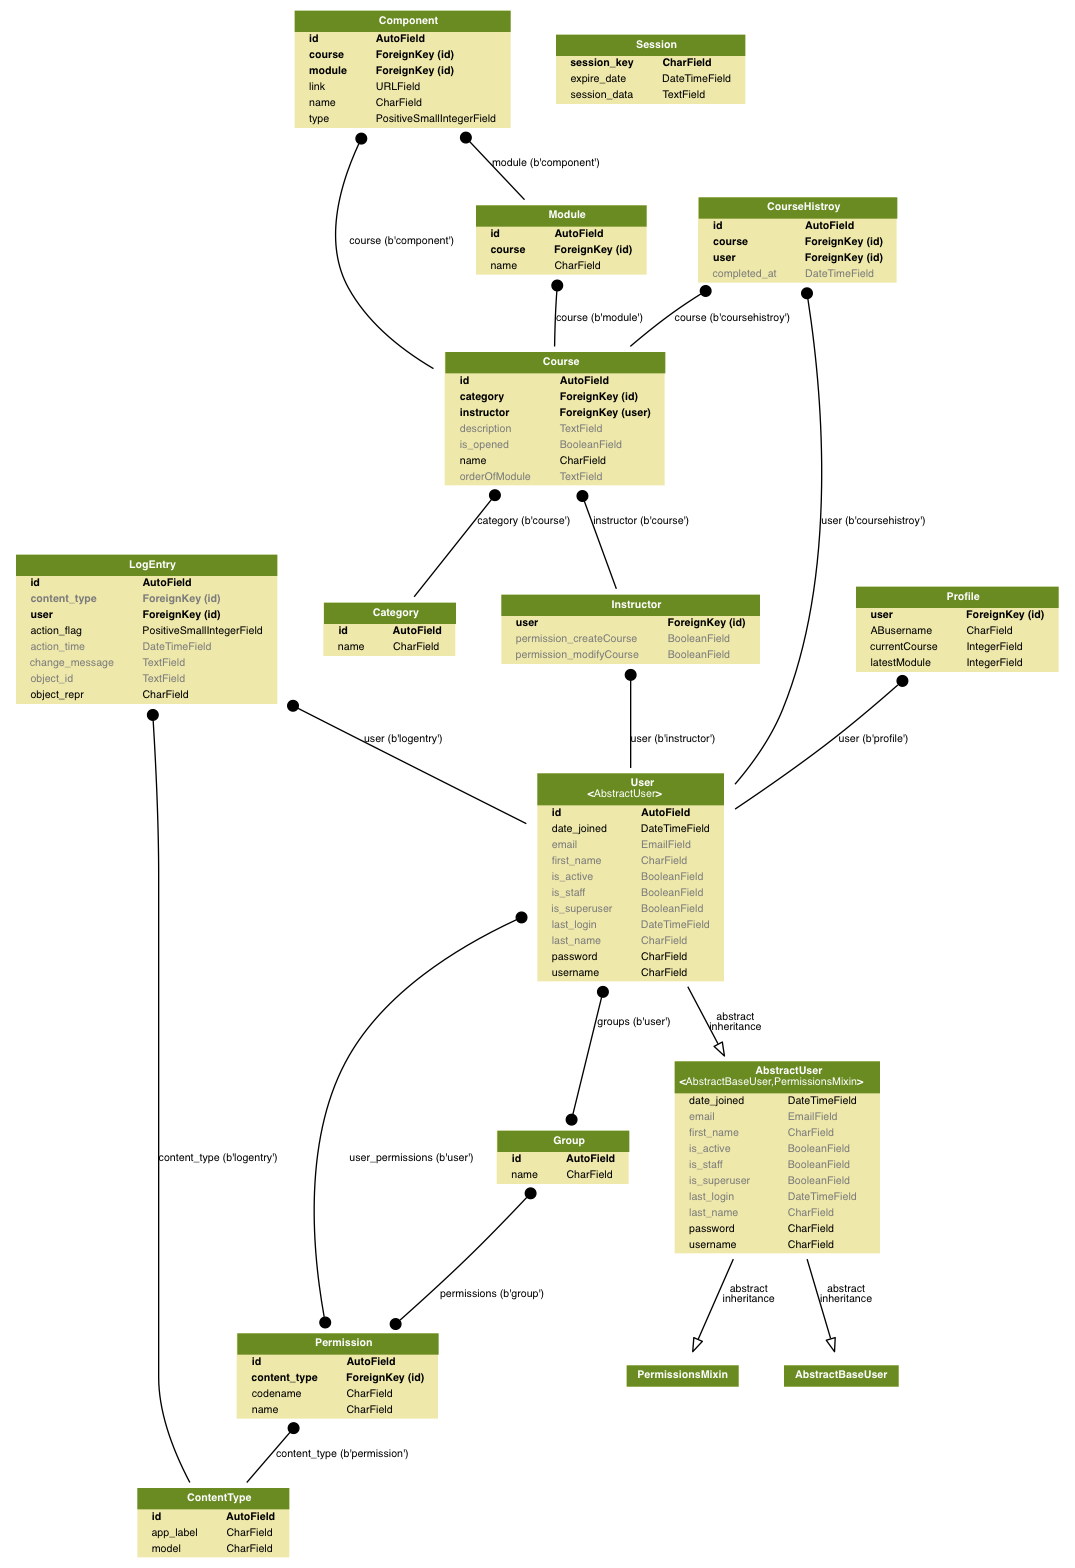 Component
id AutoField
course ForeignKey (id)
module ForeignKey (id)
link URLField
name CharField
type PositiveSmallIntegerField
Session
session_key CharField
expire_date DateTimeField
session_data TextField
module (b'component')
course (b'component')
Module
id AutoField
course ForeignKey (id)
name CharField
CourseHistroy
id AutoField
course ForeignKey (id)
user ForeignKey (id)
completed_at DateTimeField
course (b'module')
course (b'coursehistroy')
Course
id AutoField
category ForeignKey (id)
instructor ForeignKey (user)
description TextField
is_opened BooleanField
name CharField
orderOfModule TextField
category (b'course')
instructor (b'course')
user (b'coursehistroy')
LogEntry
id AutoField
content_type ForeignKey (id)
user ForeignKey (id)
action_flag PositiveSmallIntegerField
action_time DateTimeField
change_message TextField
object_id TextField
object_repr CharField
Category
id AutoField
name CharField
Instructor
user ForeignKey (id)
permission_createCourse BooleanField
permission_modifyCourse BooleanField
Profile
user ForeignKey (id)
ABusername CharField
currentCourse IntegerField
latestModule IntegerField
user (b'logentry')
user (b'instructor')
user (b'profile')
User
<AbstractUser>
id AutoField
date_joined DateTimeField
email EmailField
first_name CharField
is_active BooleanField
is_staff BooleanField
is_superuser BooleanField
last_login DateTimeField
last_name CharField
password CharField
username CharField
groups (b'user')
abstract
inheritance
AbstractUser
<AbstractBaseUser,PermissionsMixin>
date_joined DateTimeField
email EmailField
first_name CharField
is_active BooleanField
is_staff BooleanField
is_superuser BooleanField
last_login DateTimeField
last_name CharField
password CharField
username CharField
content_type (b'logentry')
user_permissions (b'user')
Group
id AutoField
name CharField
permissions (b'group')
abstract
inheritance
abstract
inheritance
Permission
id AutoField
content_type ForeignKey (id)
codename CharField
name CharField
PermissionsMixin
AbstractBaseUser
content_type (b'permission')
ContentType
id AutoField
app_label CharField
model CharField